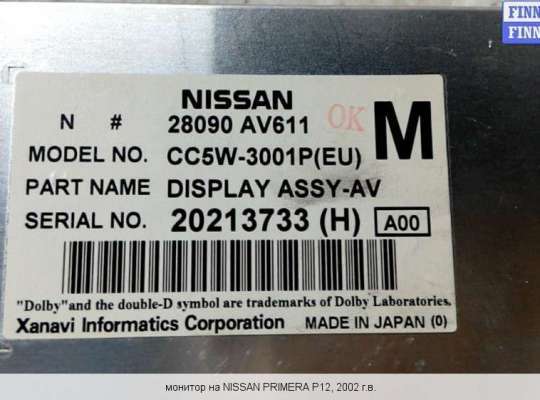 FINN
FINN
NISSAN
N # 28090 AV611 OK M
MODEL NO. CC5W-3001P(EU)
PART NAME DISPLAY ASSY-AV
SERIAL NO. 20213733 (H) A00
"Dolby"and the double-D symbol are trademarks of Dolby Laboratories.
Xanavi Informatics Corporation MADE IN JAPAN (0)
монитор на NISSAN PRIMERA P12, 2002 г.в.